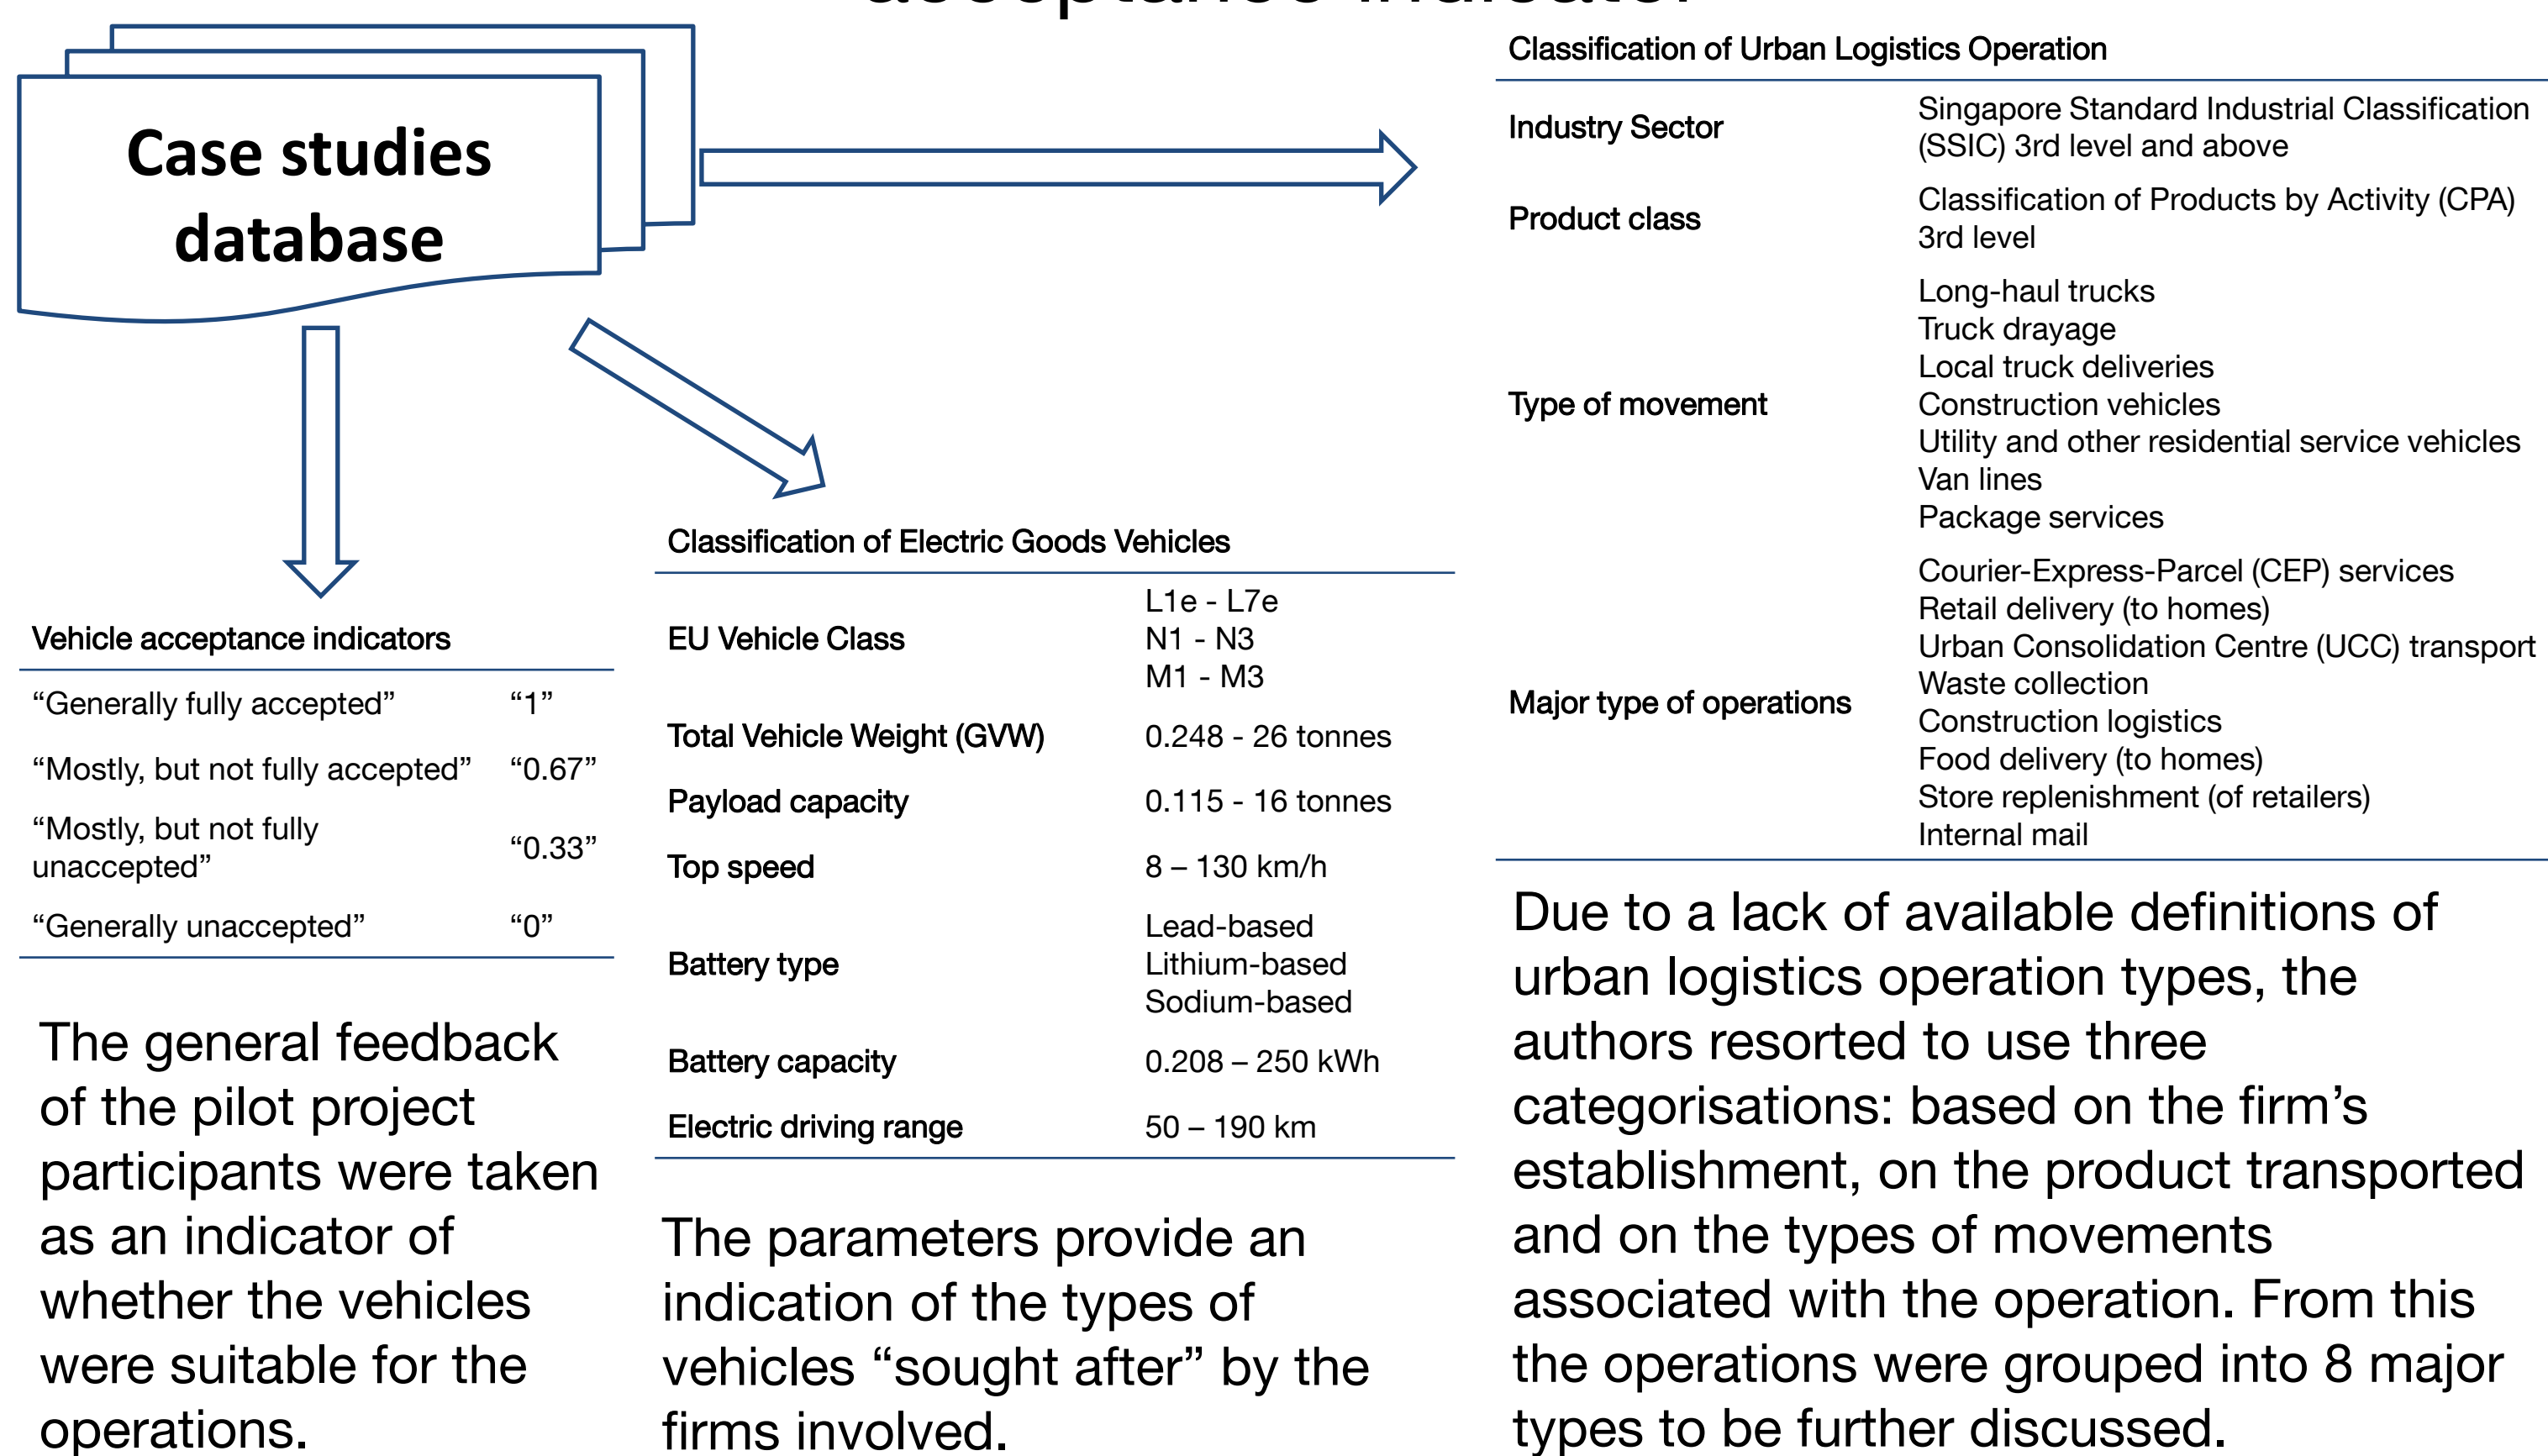 acceptance indicator
Case studies
database
Classification of Urban Logistics Operation
Industry Sector
Singapore Standard Industrial Classification
(SSIC) 3rd level and above
Product class
Classification of Products by Activity (CPA)
3rd level
Type of movement
Long-haul trucks
Truck drayage
Local truck deliveries
Construction vehicles
Utility and other residential service vehicles
Van lines
Package services
Major type of operations
Courier-Express-Parcel (CEP) services
Retail delivery (to homes)
Urban Consolidation Centre (UCC) transport
Waste collection
Construction logistics
Food delivery (to homes)
Store replenishment (of retailers)
Internal mail
Vehicle acceptance indicators
“Generally fully accepted” “1”
“Mostly, but not fully accepted” “0.67”
“Mostly, but not fully
unaccepted” “0.33”
“Generally unaccepted” “0”
The general feedback
of the pilot project
participants were taken
as an indicator of
whether the vehicles
were suitable for the
operations.
Classification of Electric Goods Vehicles
EU Vehicle Class
L1e - L7e
N1 - N3
M1 - M3
Total Vehicle Weight (GVW) 0.248 - 26 tonnes
Payload capacity 0.115 - 16 tonnes
Top speed 8 – 130 km/h
Battery type
Lead-based
Lithium-based
Sodium-based
Battery capacity 0.208 – 250 kWh
Electric driving range 50 – 190 km
The parameters provide an
indication of the types of
vehicles “sought after” by the
firms involved.
Due to a lack of available definitions of
urban logistics operation types, the
authors resorted to use three
categorisations: based on the firm’s
establishment, on the product transported
and on the types of movements
associated with the operation. From this
the operations were grouped into 8 major
types to be further discussed.